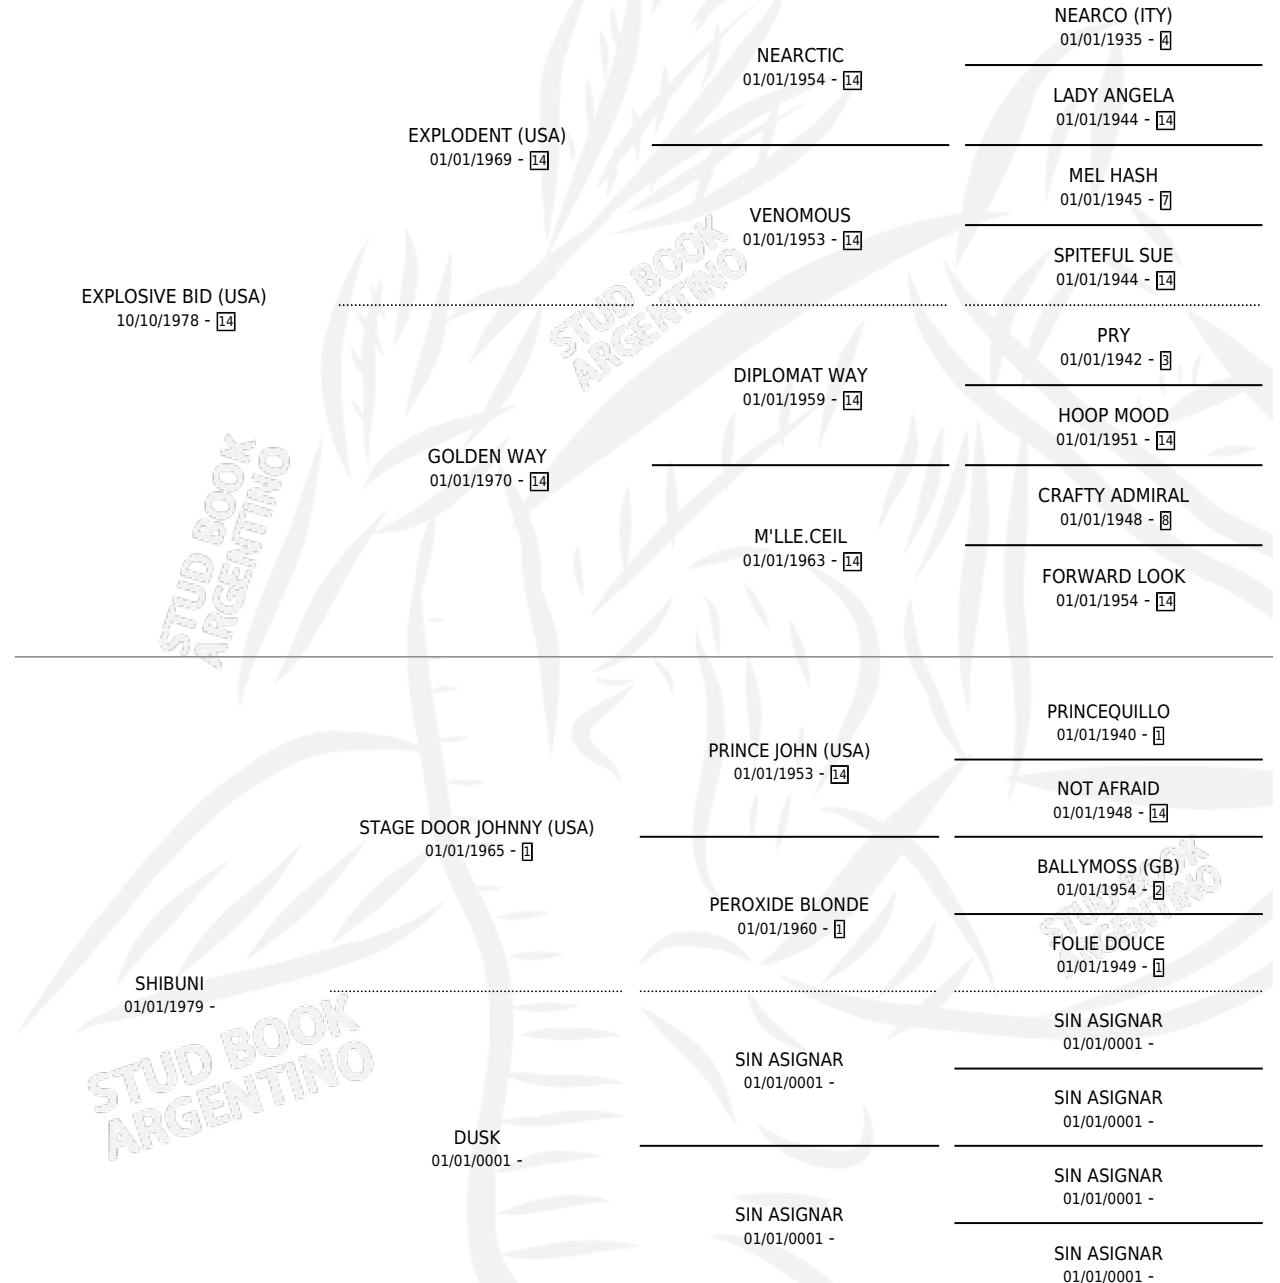 NEARCO (ITY)
01/01/1935 - 4
NEARCTIC
01/01/1954 - 14
LADY ANGELA
01/01/1944 - 14
EXPLODENT (USA)
01/01/1969 - 14
MEL HASH
01/01/1945 - 7
VENOMOUS
01/01/1953 - 14
SPITEFUL SUE
01/01/1944 - 14
EXPLOSIVE BID (USA)
10/10/1978 - 14
PRY
01/01/1942 - 3
DIPLOMAT WAY
01/01/1959 - 14
HOOP MOOD
01/01/1951 - 14
GOLDEN WAY
01/01/1970 - 14
CRAFTY ADMIRAL
01/01/1948 - 8
M'LLE.CEIL
01/01/1963 - 14
FORWARD LOOK
01/01/1954 - 14
PRINCEQUILLO
01/01/1940 - 1
PRINCE JOHN (USA)
01/01/1953 - 14
NOT AFRAID
01/01/1948 - 14
STAGE DOOR JOHNNY (USA)
01/01/1965 - 1
BALLYMOSS (GB)
01/01/1954 - 2
PEROXIDE BLONDE
01/01/1960 - 1
FOLIE DOUCE
01/01/1949 - 1
SHIBUNI
01/01/1979 -
SIN ASIGNAR
01/01/0001 -
SIN ASIGNAR
01/01/0001 -
SIN ASIGNAR
01/01/0001 -
DUSK
01/01/0001 -
SIN ASIGNAR
01/01/0001 -
SIN ASIGNAR
01/01/0001 -
SIN ASIGNAR
01/01/0001 -
STUD BOOK
ARGENTINO
STUD BOOK
ARGENTINO
STUD BOOK
ARGENTINO
STUD BOOK
ARGENTINO